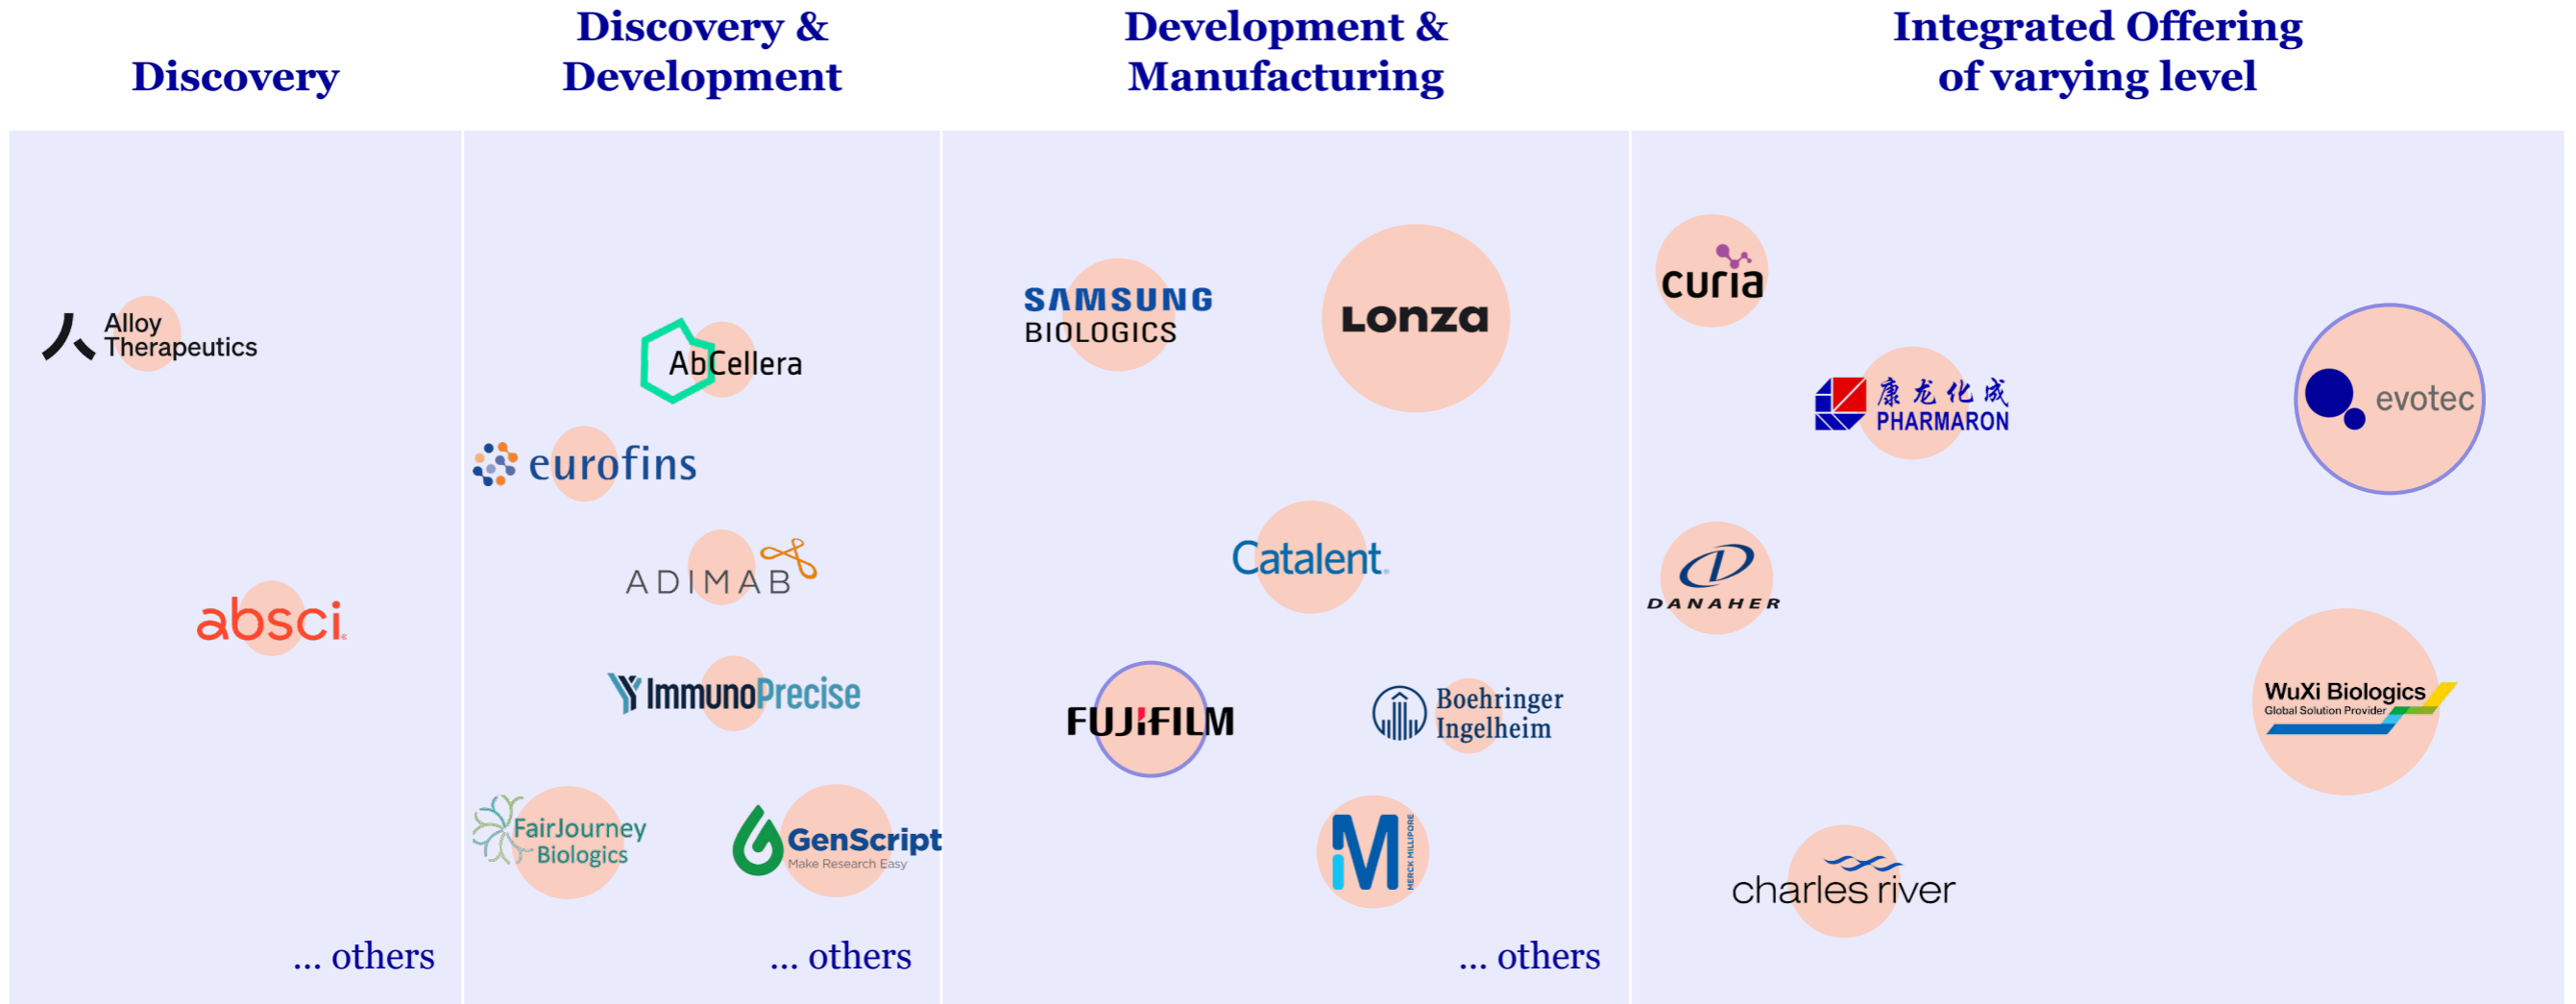 Discovery
Discovery &
Development
Development &
Manufacturing
Integrated Offering
of varying level
Alloy
Therapeutics
absci
... others
AbCellera
eurofins
ADIMAB
ImmunoPrecise
FairJourney
Biologics
GenScript
Make Research Easy
... others
SAMSUNG
BIOLOGICS
Lonza
Catalent
FUJIFILM
Boehringer
Ingelheim
M
MERCK MILLIPORE
... others
curia
康龙化成
PHARMARON
evotec
DANAHER
WuXi Biologics
Global Solution Provider
charles river